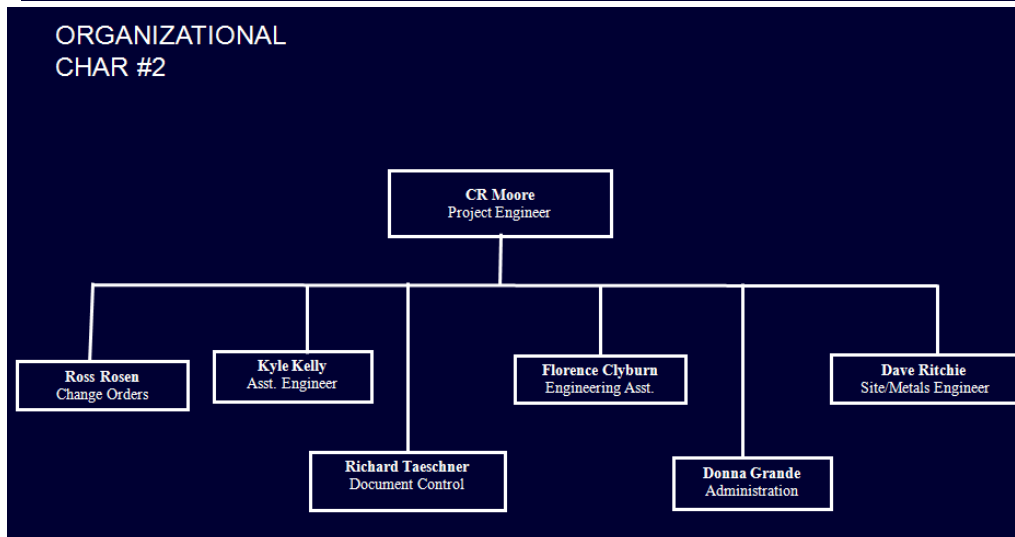 ORGANIZATIONAL
CHAR #2
CR Moore
Project Engineer
Ross Rosen
Change Orders
Kyle Kelly
Asst. Engineer
Richard Taeschner
Document Control
Florence Clyburn
Engineering Asst.
Donna Grande
Administration
Dave Ritchie
Site/Metals Engineer